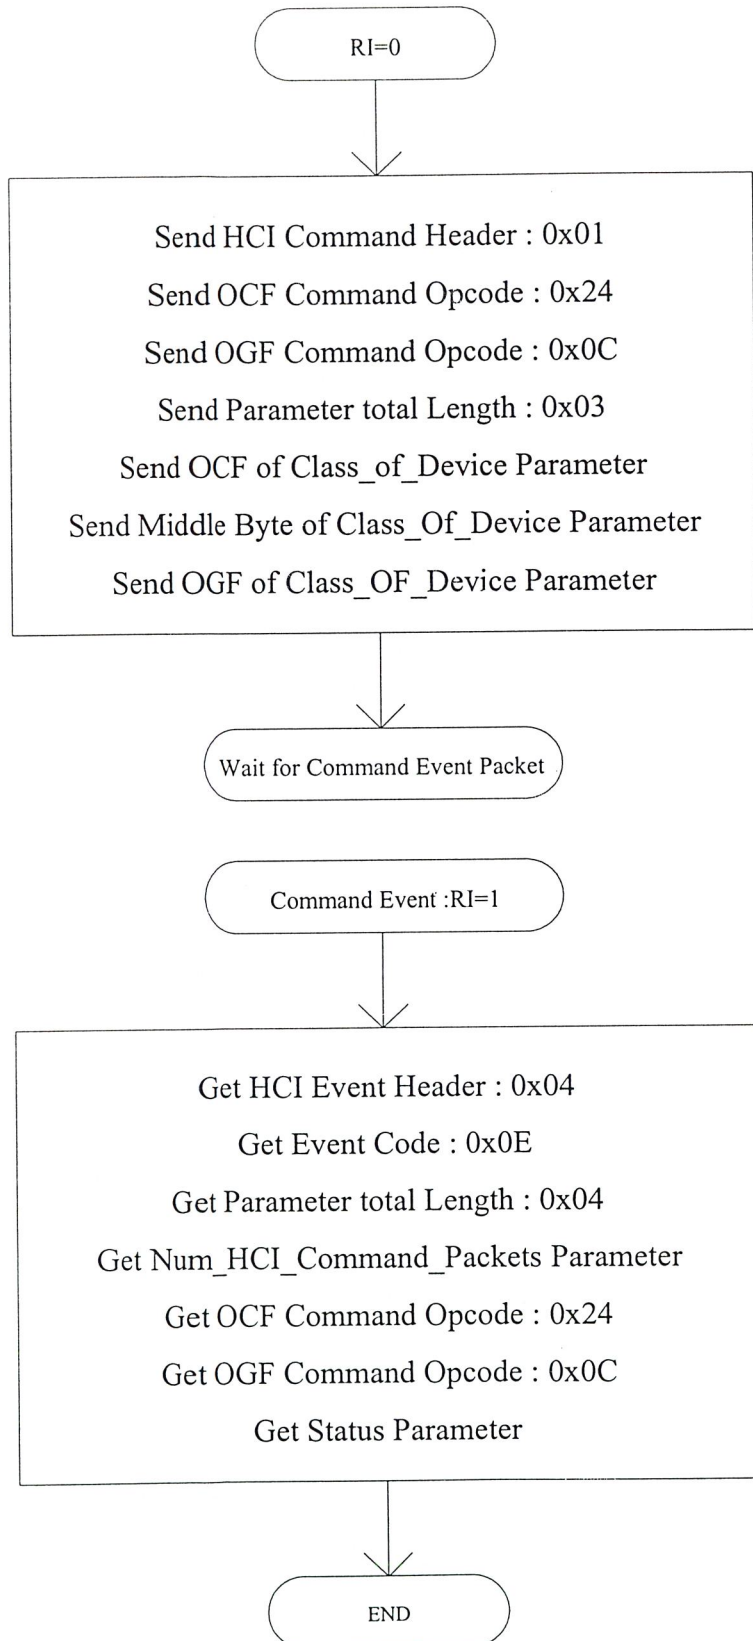 RI=0
Send HCI Command Header : 0x01
Send OCF Command Opcode : 0x24
Send OGF Command Opcode : 0x0C
Send Parameter total Length : 0x03
Send OCF of Class_of_Device Parameter
Send Middle Byte of Class_Of_Device Parameter
Send OGF of Class_OF_Device Parameter
Wait for Command Event Packet
Command Event :RI=1
Get HCI Event Header : 0x04
Get Event Code : 0x0E
Get Parameter total Length : 0x04
Get Num_HCI_Command_Packets Parameter
Get OCF Command Opcode : 0x24
Get OGF Command Opcode : 0x0C
Get Status Parameter
END